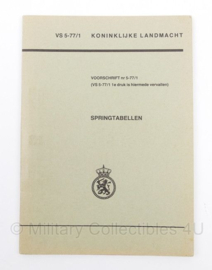 VS 5-77/1 KONINKLIJKE LANDMACHT
VOORSCHRIFT nr 5-77/1
(VS 5-77/1 1e druk is hiermede vervallen)
SPRINGTABELLEN
© Military Collect